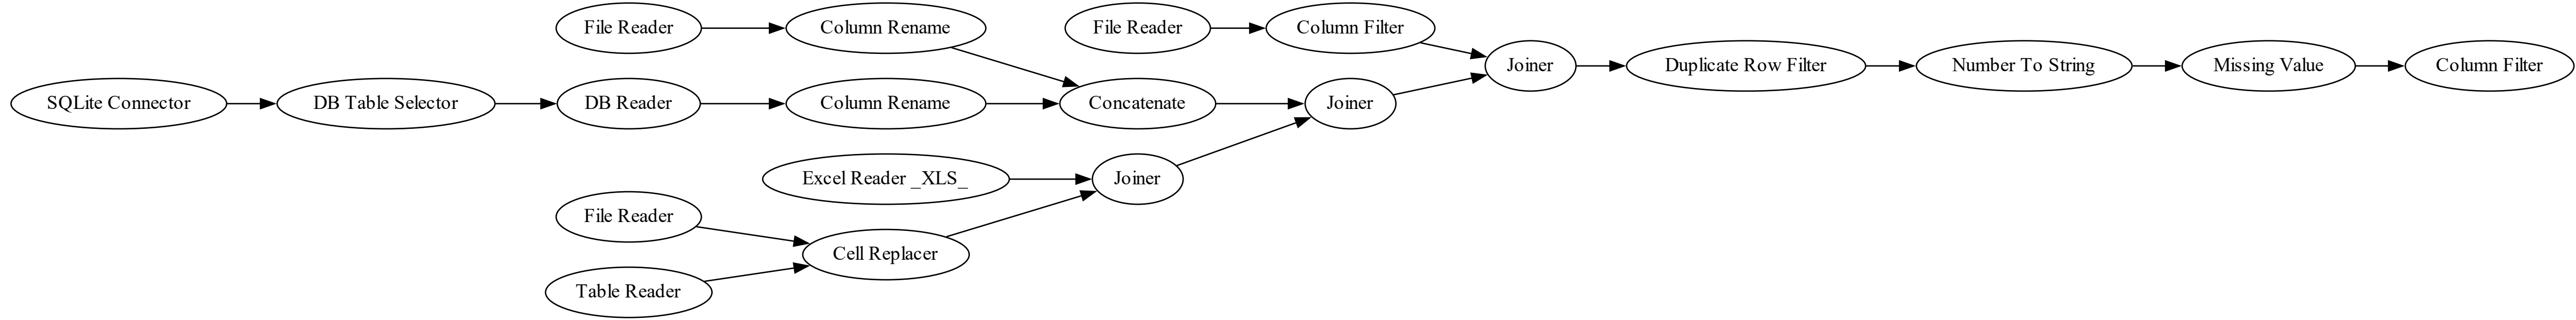 File Reader
Column Rename
File Reader
Column Filter
SQLite Connector
DB Table Selector
DB Reader
Column Rename
Concatenate
Joiner
Joiner
Duplicate Row Filter
Number To String
Missing Value
Column Filter
Excel Reader _XLS_
Joiner
File Reader
Cell Replacer
Table Reader